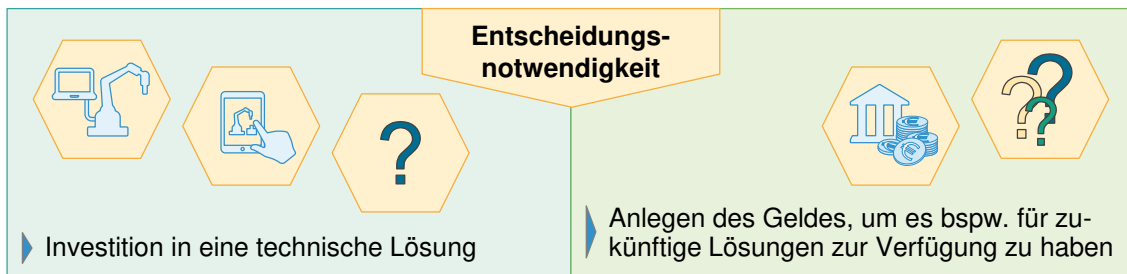 Entscheidungs-
notwendigkeit
?
?
?
?
€
Investition in eine technische Lösung
Anlegen des Geldes, um es bspw. für zu-
künftige Lösungen zur Verfügung zu haben